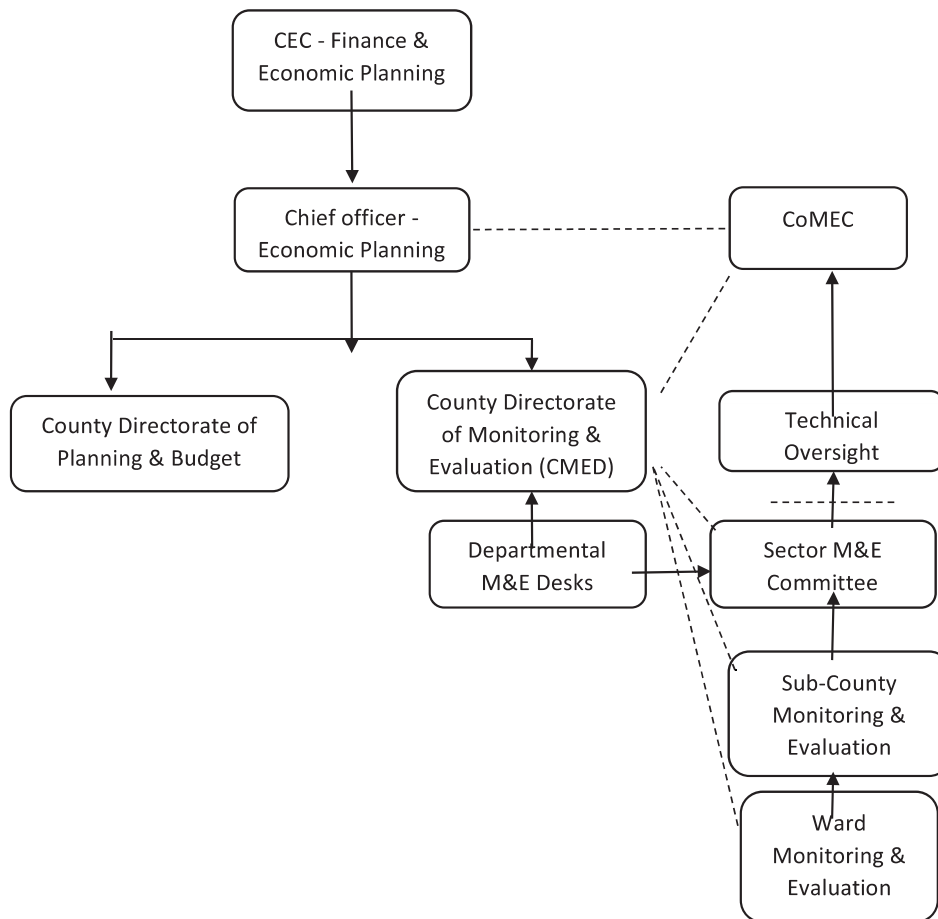 CEC - Finance &
Economic Planning
Chief officer -
Economic Planning
CoMEC
County Directorate of
Planning & Budget
County Directorate
of Monitoring &
Evaluation (CMED)
Technical
Oversight
Departmental
M&E Desks
Sector M&E
Committee
Sub-County
Monitoring &
Evaluation
Ward
Monitoring &
Evaluation